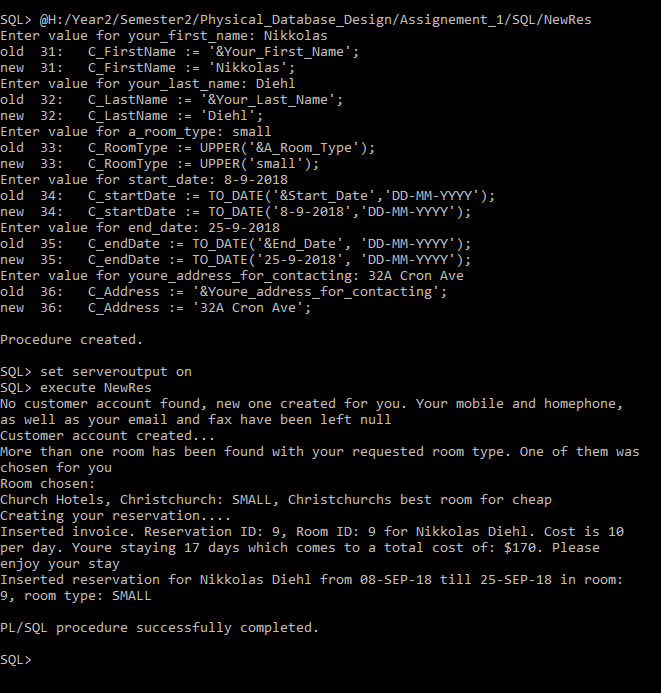 SQL> @H:/Year2/Semester2/Physical_Database_Design/Assignement_1/SQL/NewRes
Enter value for your_first_name: Nikkolas
old  31:   C_FirstName := '&Your_First_Name';
new  31:   C_FirstName := 'Nikkolas';
Enter value for your_last_name: Diehl
old  32:   C_LastName := '&Your_Last_Name';
new  32:   C_LastName := 'Diehl';
Enter value for a_room_type: small
old  33:   C_RoomType := UPPER('&A_Room_Type');
new  33:   C_RoomType := UPPER('small');
Enter value for start_date: 8-9-2018
old  34:   C_startDate := TO_DATE('&Start_Date','DD-MM-YYYY');
new  34:   C_startDate := TO_DATE('8-9-2018','DD-MM-YYYY');
Enter value for end_date: 25-9-2018
old  35:   C_endDate := TO_DATE('&End_Date', 'DD-MM-YYYY');
new  35:   C_endDate := TO_DATE('25-9-2018', 'DD-MM-YYYY');
Enter value for youre_address_for_contacting: 32A Cron Ave
old  36:   C_Address := '&Youre_address_for_contacting';
new  36:   C_Address := '32A Cron Ave';
Procedure created.
SQL> set serveroutput on
SQL> execute NewRes
No customer account found, new one created for you. Your mobile and homephone,
as well as your email and fax have been left null
Customer account created...
More than one room has been found with your requested room type. One of them was
chosen for you
Room chosen:
Church Hotels, Christchurch: SMALL, Christchurchs best room for cheap
Creating your reservation....
Inserted invoice. Reservation ID: 9, Room ID: 9 for Nikkolas Diehl. Cost is 10
per day. Youre staying 17 days which comes to a total cost of: $170. Please
enjoy your stay
Inserted reservation for Nikkolas Diehl from 08-SEP-18 till 25-SEP-18 in room:
9, room type: SMALL
PL/SQL procedure successfully completed.
SQL>